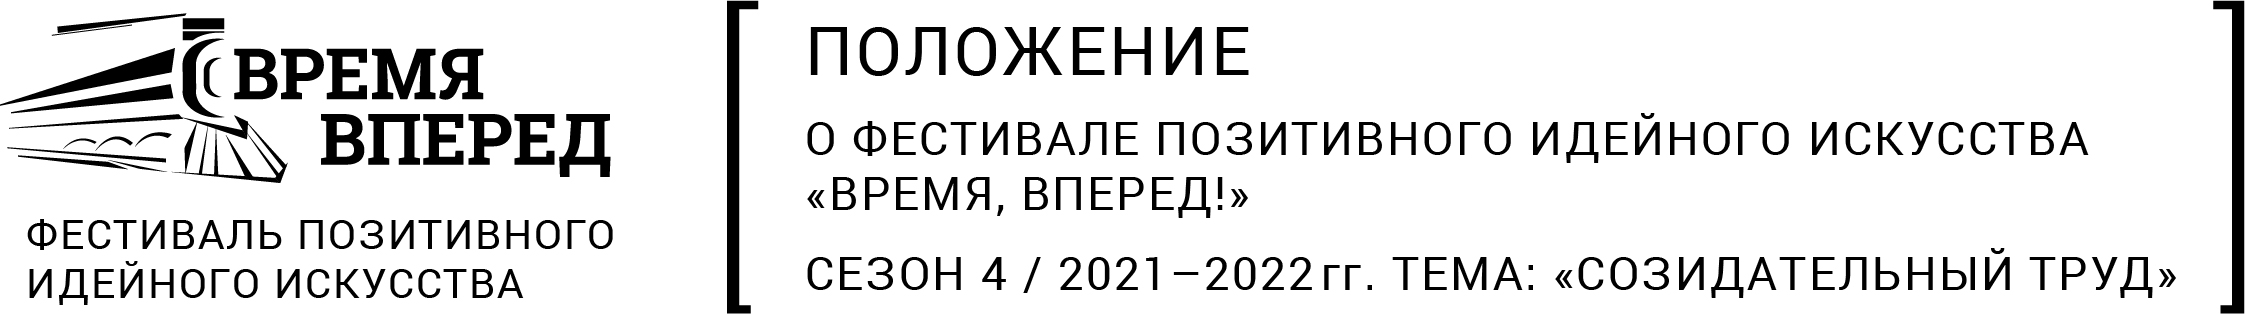 ВРЕМЯ
ВПЕРЕД
ФЕСТИВАЛЬ ПОЗИТИВНОГО
ИДЕЙНОГО ИСКУССТВА
ПОЛОЖЕНИЕ
О ФЕСТИВАЛЕ ПОЗИТИВНОГО ИДЕЙНОГО ИСКУССТВА
«ВРЕМЯ, ВПЕРЕД!»
СЕЗОН 4 / 2021–2022 гг. ТЕМА: «СОЗИДАТЕЛЬНЫЙ ТРУД»